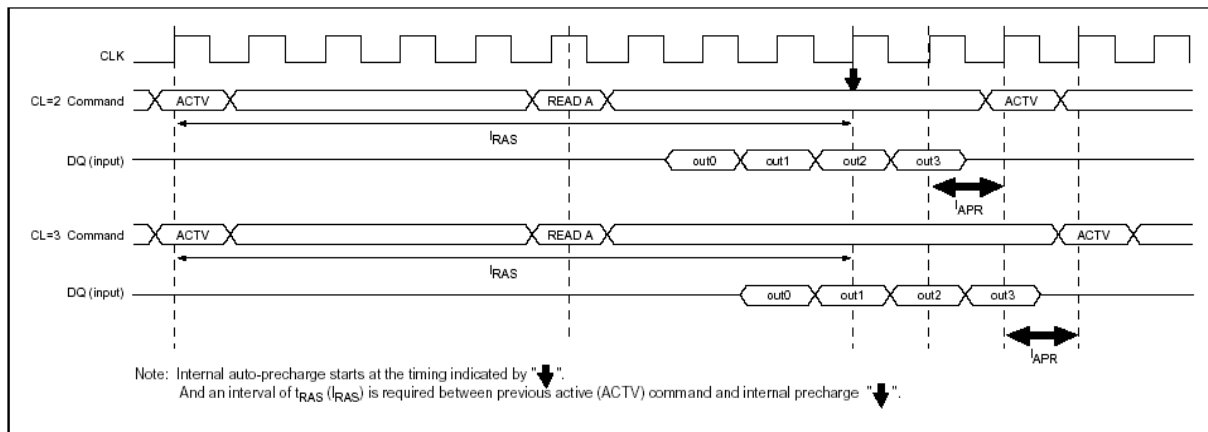 CLK
CL=2 Command ACTV READ A ACTV
lRAS
DQ (input) out0 out1 out2 out3
lAPR
CL=3 Command ACTV READ A ACTV
lRAS
DQ (input) out0 out1 out2 out3
lAPR
Note: Internal auto-precharge starts at the timing indicated by " ".
And an interval of tRAS (lRAS) is required between previous active (ACTV) command and internal precharge " ".